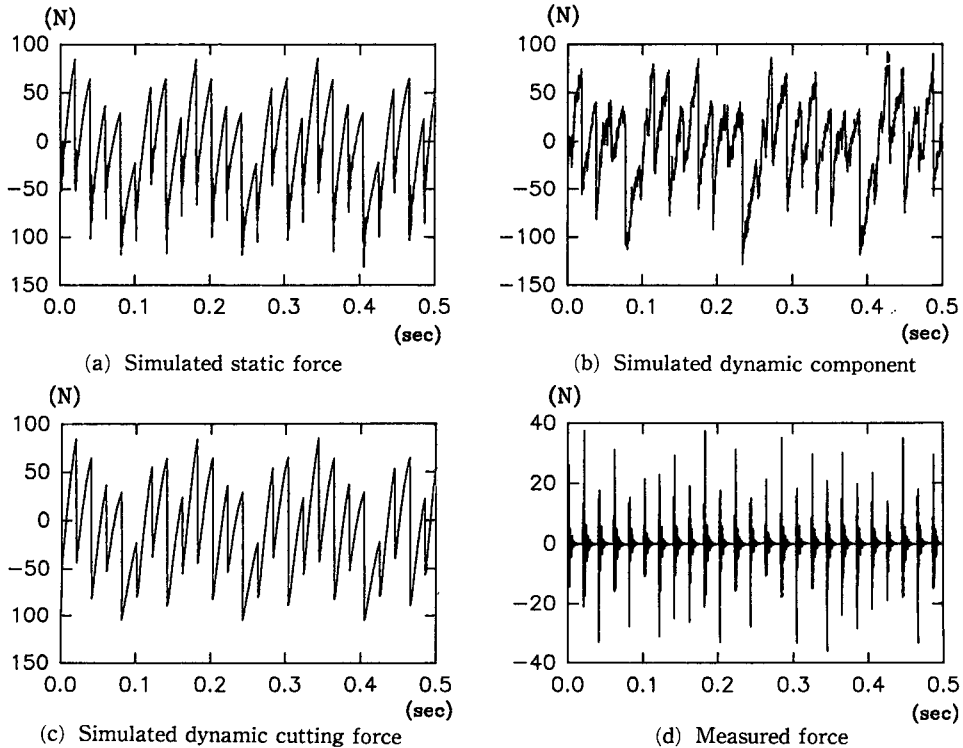 (N)
100
50
0
−50
100
150
0.0 0.1 0.2 0.3 0.4 0.5
(sec)
(a) Simulated static force
(N)
100
50
0
−50
−100
−150
0.0 0.1 0.2 0.3 0.4 0.5
(sec)
(b) Simulated dynamic component
(N)
100
50
0
−50
100
150
0.0 0.1 0.2 0.3 0.4 0.5
(sec)
(c) Simulated dynamic cutting force
(N)
40
20
0
−20
−40
0.0 0.1 0.2 0.3 0.4 0.5
(sec)
(d) Measured force